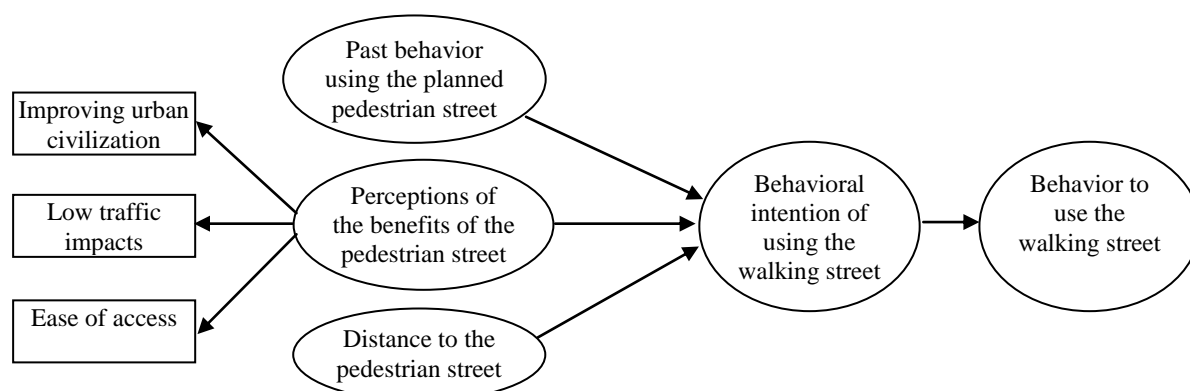 Past behavior
using the planned
pedestrian street
Improving urban
civilization
Low traffic
impacts
Ease of access
Perceptions of
the benefits of the
pedestrian street
Distance to the
pedestrian street
Behavioral
intention of
using the
walking street
Behavior to
use the
walking street